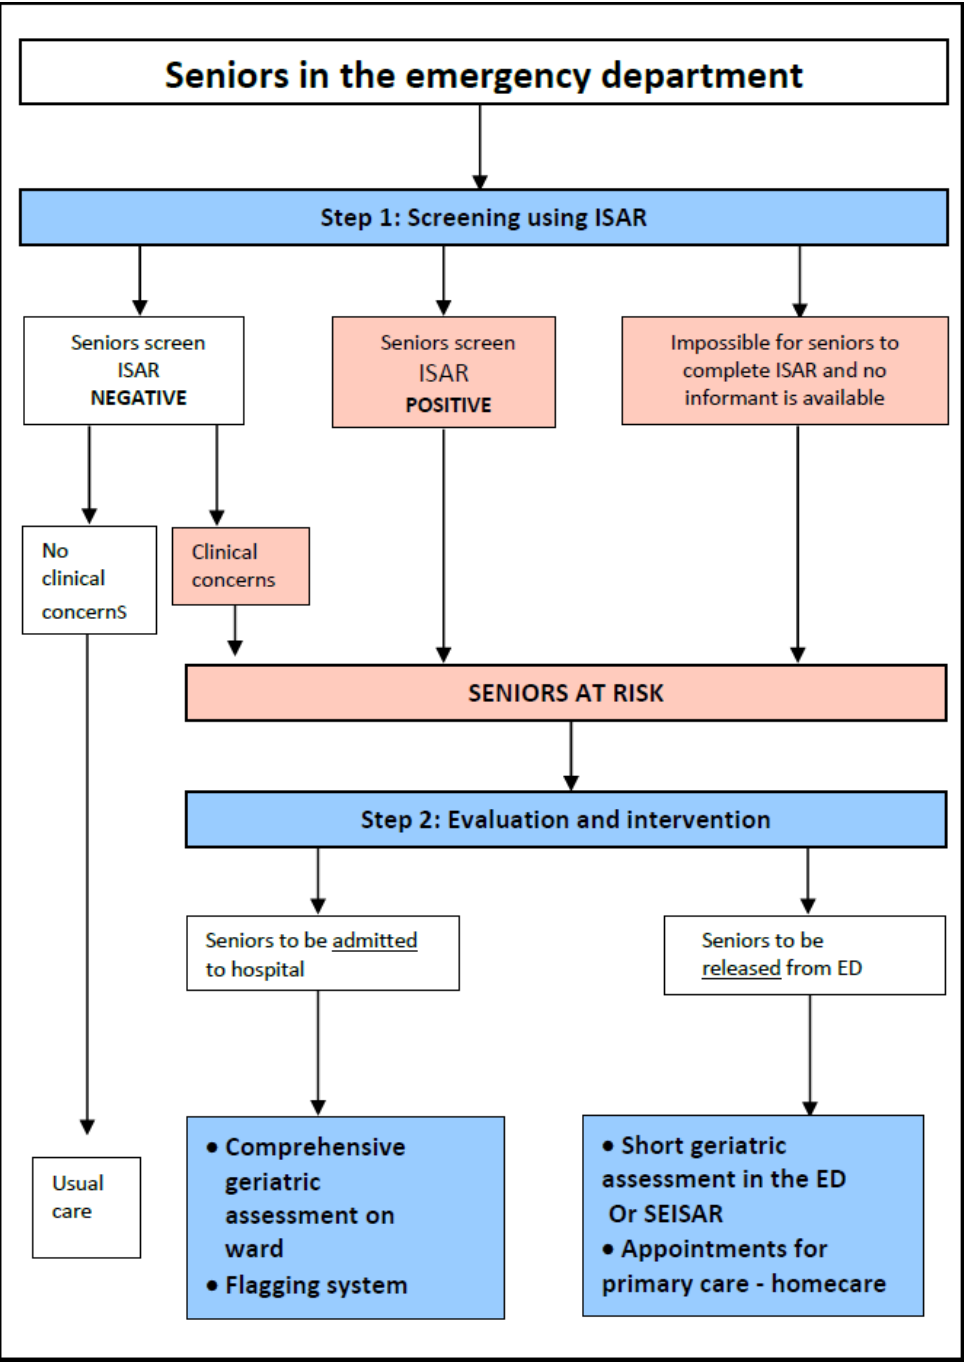 Seniors in the emergency department
Step 1: Screening using ISAR
Seniors screen
ISAR
NEGATIVE
Seniors screen
ISAR
POSITIVE
Impossible for seniors to
complete ISAR and no
informant is available
No
clinical
concernS
Clinical
concerns
SENIORS AT RISK
Step 2: Evaluation and intervention
Seniors to be admitted
to hospital
Seniors to be
released from ED
Usual
care
• Comprehensive
geriatric
assessment on
ward
• Flagging system
• Short geriatric
assessment in the ED
Or SEISAR
• Appointments for
primary care - homecare